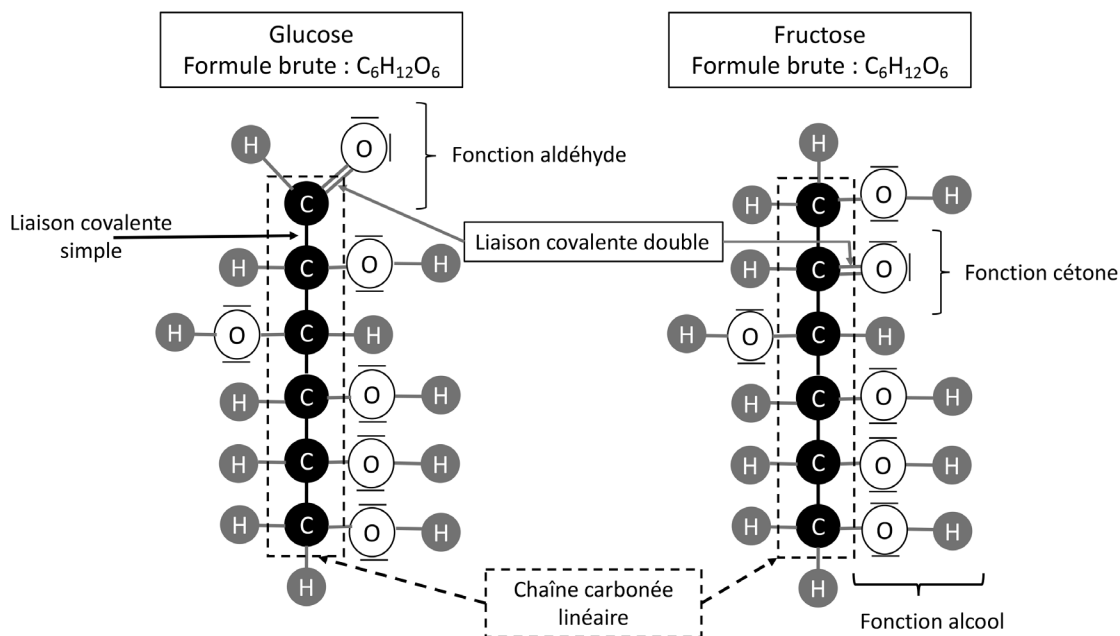 Glucose
Formule brute : C₆H₁₂O₆
Fructose
Formule brute : C₆H₁₂O₆
H O
Fonction aldéhyde
C
Liaison covalente
simple
H C O H
H O C H
H C O H
H C O H
H C O H
H
Liaison covalente double
H
H C O H
H C O
Fonction cétone
H O C H
H C O H
H C O H
H C O H
H
Chaîne carbonée
linéaire
Fonction alcool